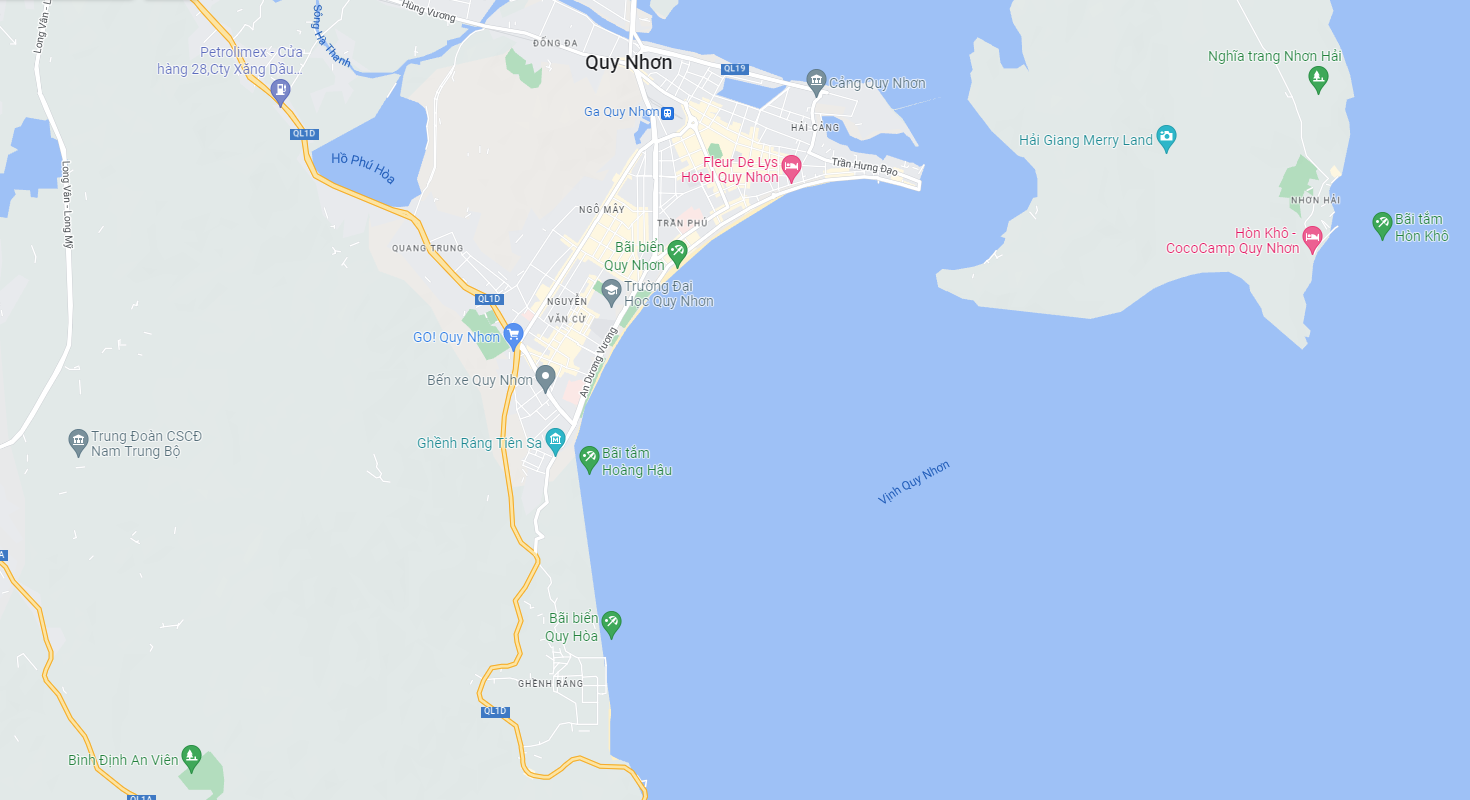 Long Vân - L
Sông Hà Thanh
Hùng Vương
ĐỐNG ĐA
Quy Nhơn
Petrolimex - Cửa
hàng 28,Cty Xăng Dầu...
QL19
Cảng Quy Nhơn
Nghĩa trang Nhơn Hải
Ga Quy Nhơn
QL1D
HẢI CẢNG
Hải Giang Merry Land
Hồ Phú Hòa
Fleur De Lys
Hotel Quy Nhon
Trần Hưng Đạo
Long Vân - Long Mỹ
NGÔ MÂY
TRẦN PHÚ
NHƠN HẢI
Bãi tắm
Hòn Khô
QUANG TRUNG
Bãi biển
Quy Nhơn
Hòn Khô -
CocoCamp Quy Nhơn
Trường Đại
Học Quy Nhơn
QL1D
NGUYỄN
VĂN CỪ
GO! Quy Nhơn
An Dương Vương
Bến xe Quy Nhơn
Trung Đoàn CSCĐ
Nam Trung Bộ
Ghềnh Ráng Tiên Sa
Bãi tắm
Hoàng Hậu
Vịnh Quy Nhơn
A
Bãi biển
Quy Hòa
GHỀNH RÁNG
QL1D
Bình Định An Viên
QL1A